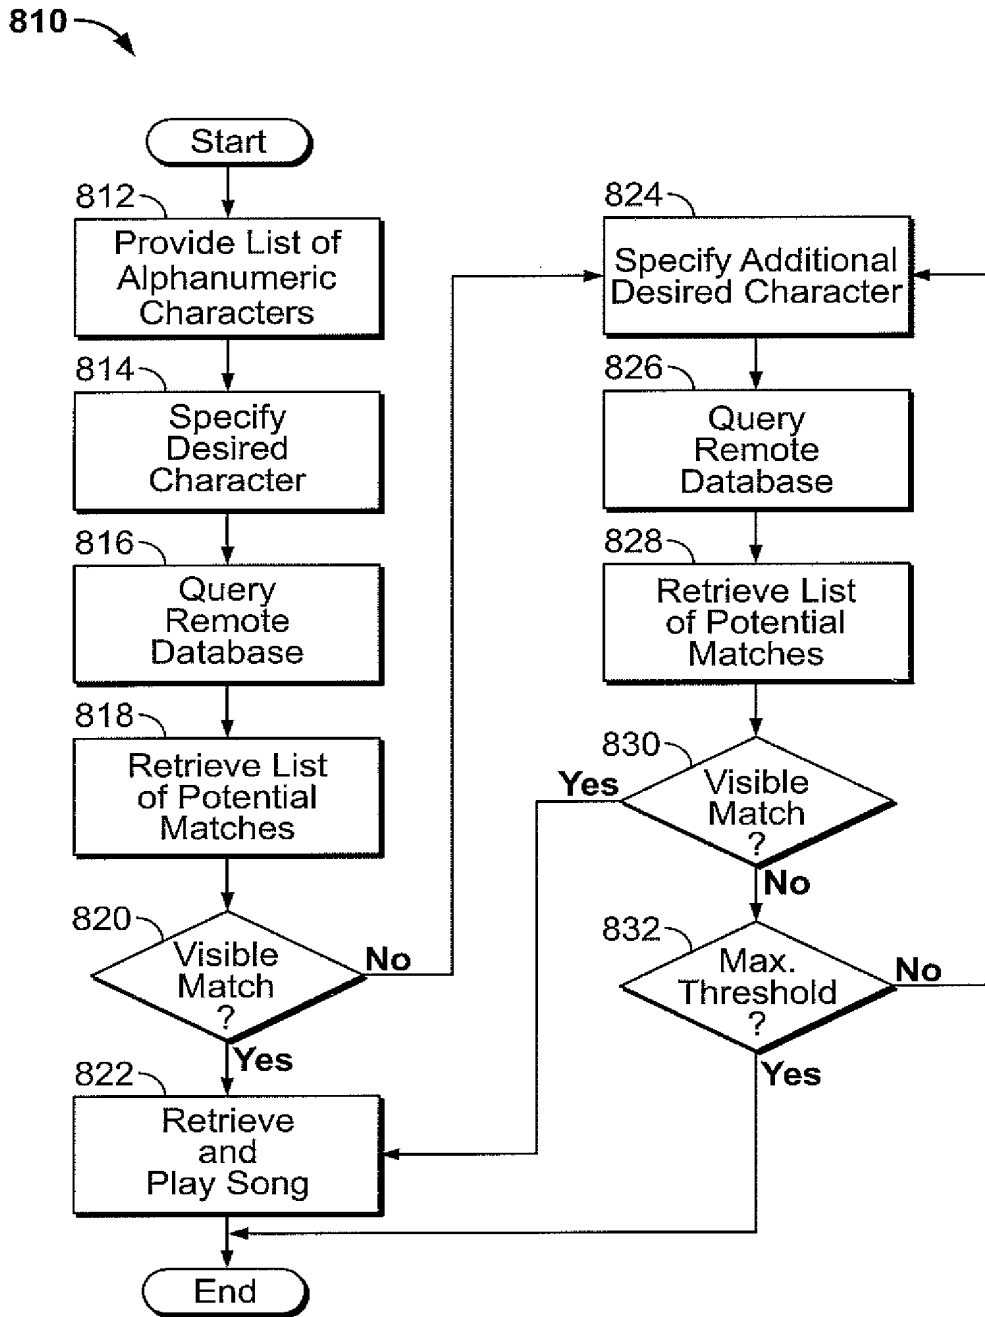 810
Start
812
Provide List of
Alphanumeric
Characters
814
Specify
Desired
Character
816
Query
Remote
Database
818
Retrieve List
of Potential
Matches
820
Visible
Match
?
No
Yes
822
Retrieve
and
Play Song
End
824
Specify Additional
Desired Character
826
Query
Remote
Database
828
Retrieve List
of Potential
Matches
830
Visible
Match
?
Yes
No
832
Max.
Threshold
?
No
Yes